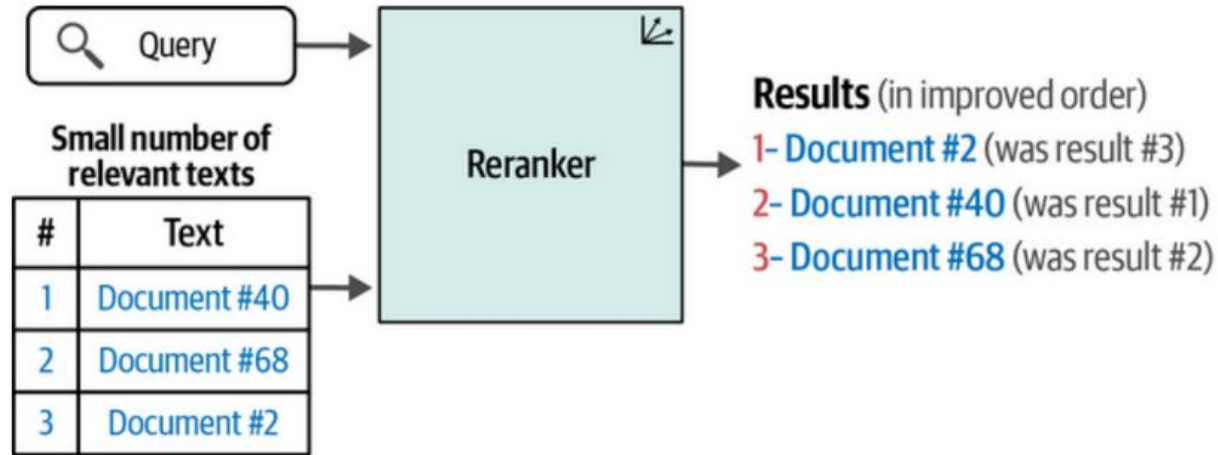 Query
Small number of
relevant texts
# Text
1 Document #40
2 Document #68
3 Document #2
Reranker
Results (in improved order)
1– Document #2 (was result #3)
2– Document #40 (was result #1)
3– Document #68 (was result #2)